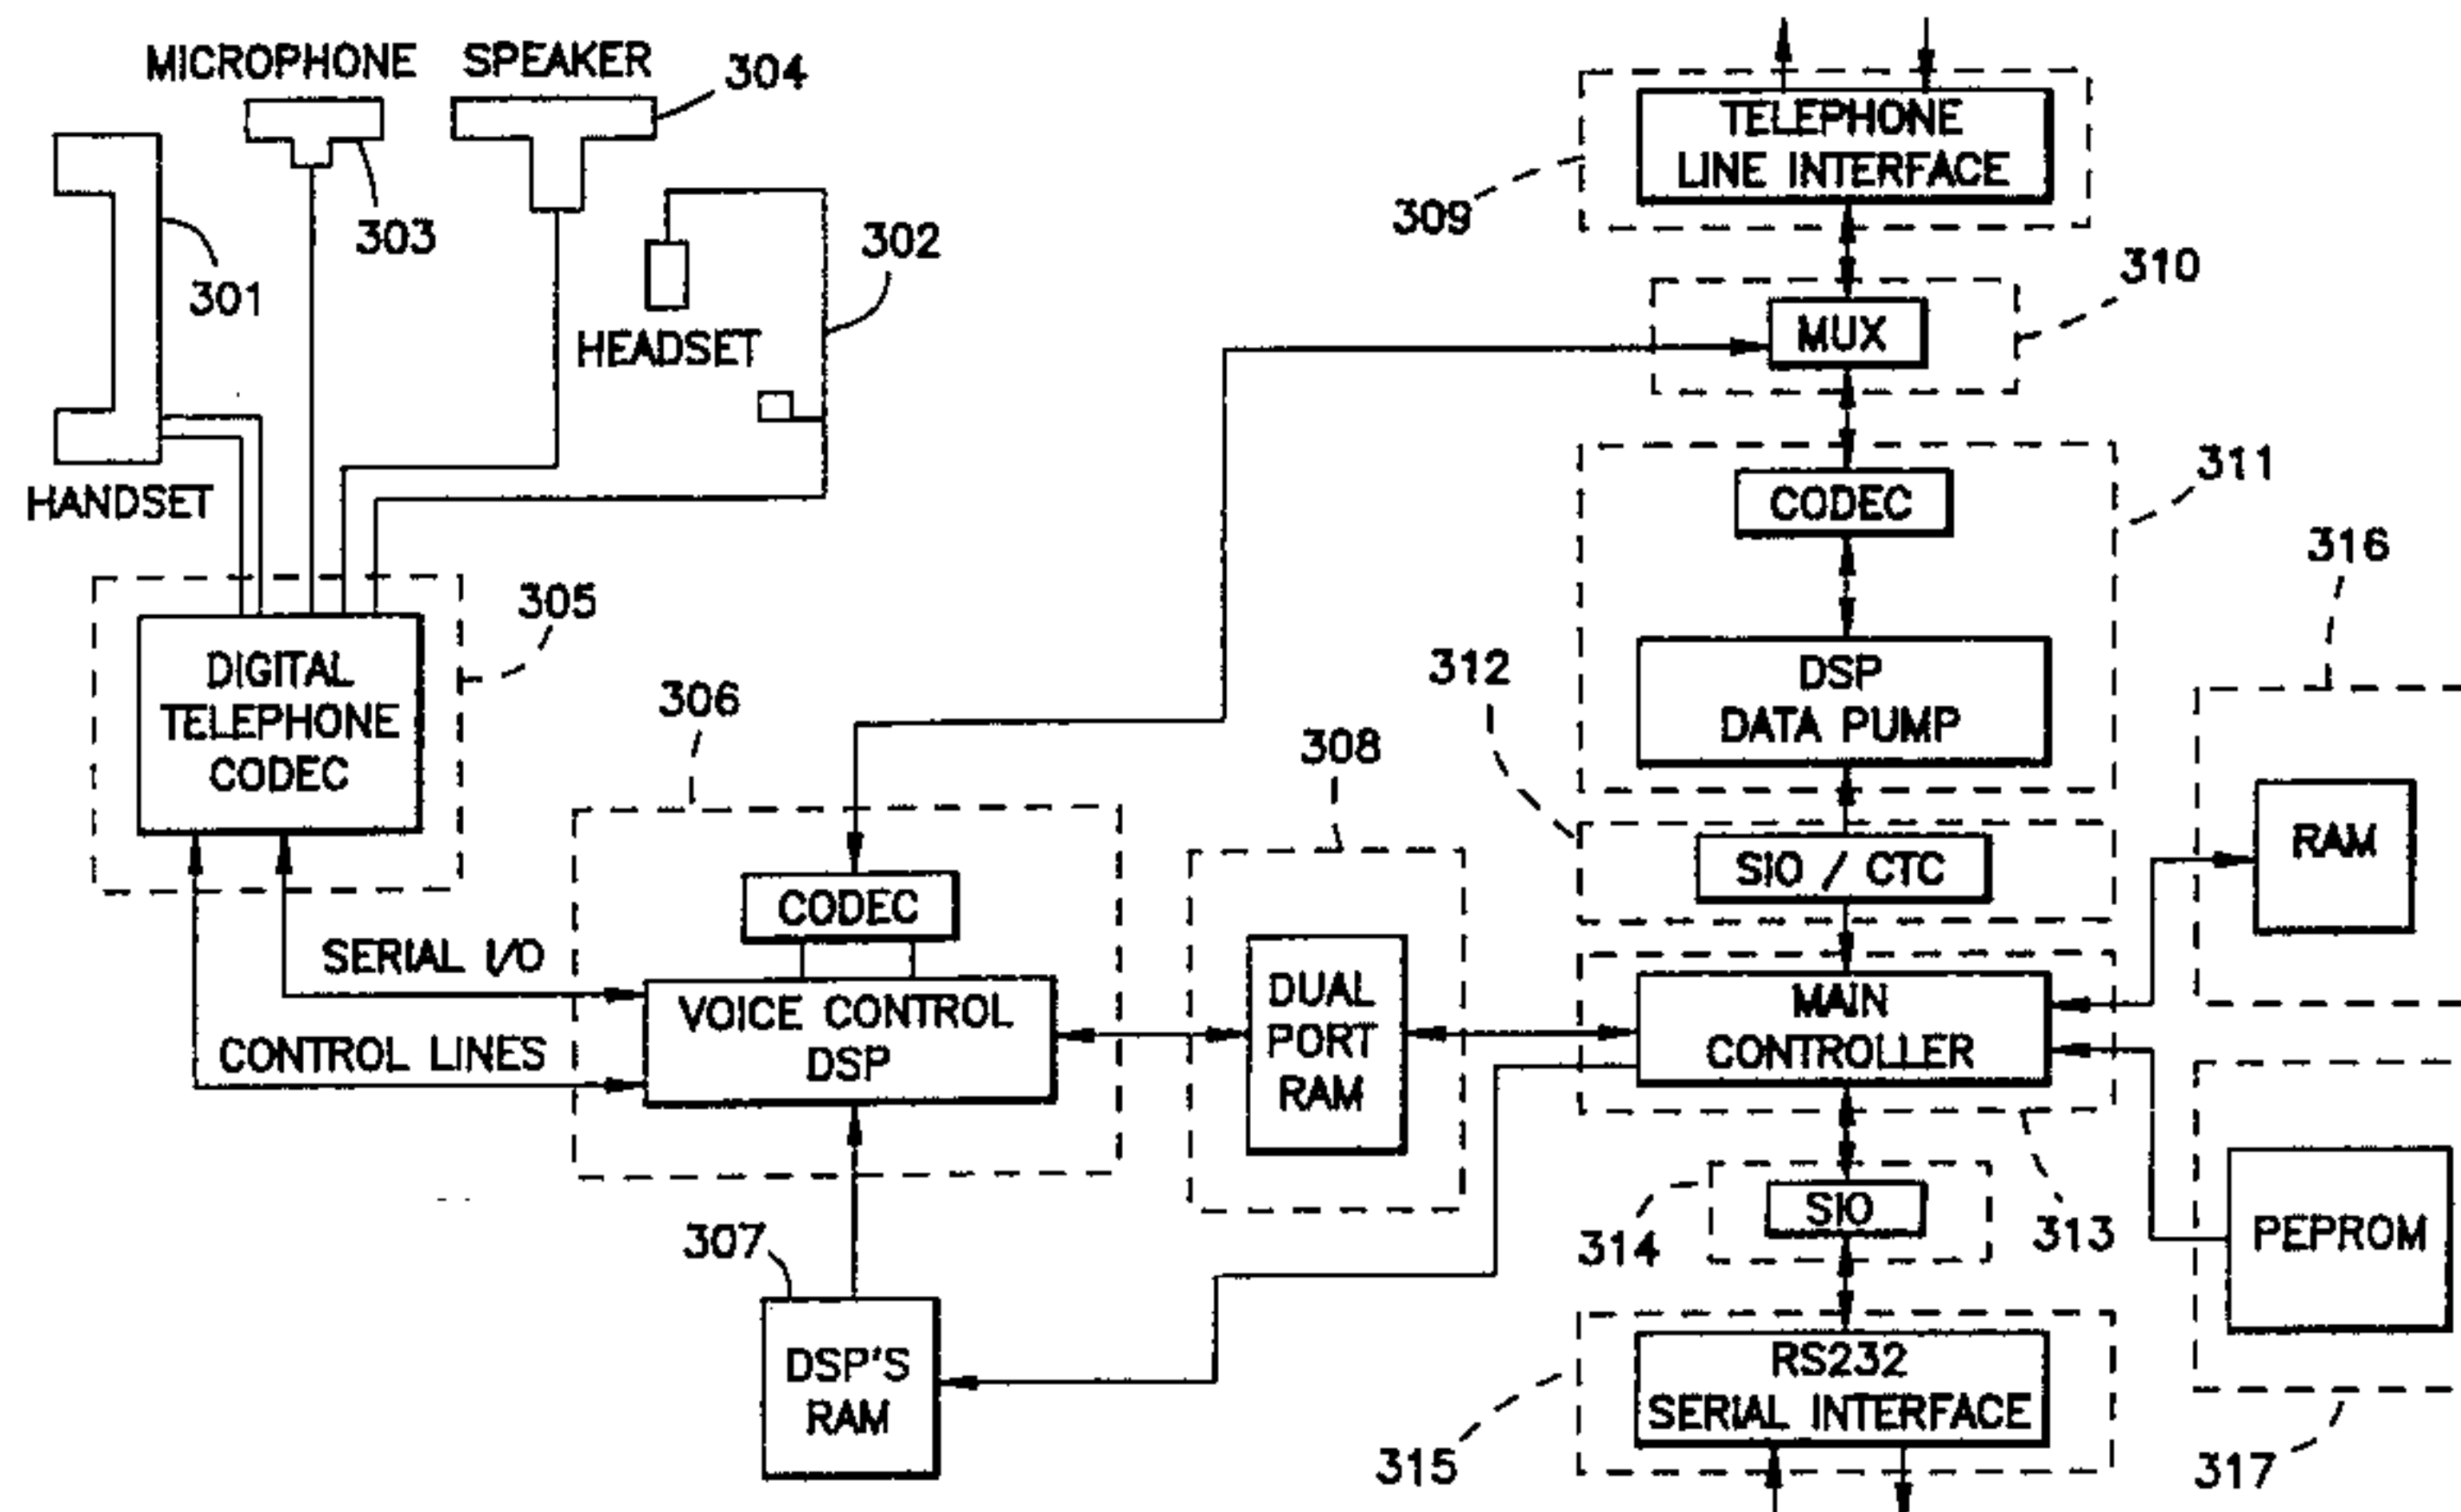 MICROPHONE
SPEAKER
304
303
301
302
HEADSET
HANDSET
305
DIGITAL
TELEPHONE
CODEC
306
CODEC
SERIAL I/O
CONTROL LINES
VOICE CONTROL
DSP
307
DSP'S
RAM
308
DUAL
PORT
RAM
TELEPHONE
LINE INTERFACE
309
310
MUX
311
CODEC
DSP
DATA PUMP
312
SIO / CTC
MAIN
CONTROLLER
313
314
SIO
RS232
SERIAL INTERFACE
315
316
RAM
PEPROM
317